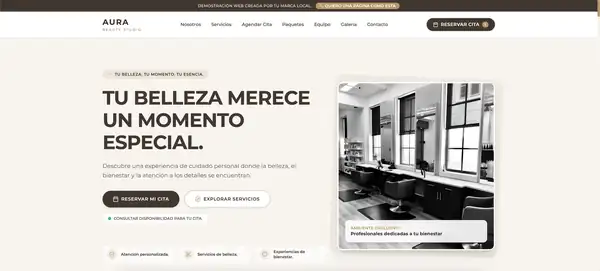 DEMOSTRACIÓN WEB CREADA POR TU MARCA LOCAL.
QUIERO UNA PÁGINA COMO ESTA
AURA
BEAUTY STUDIO
Nosotros Servicios Agendar Cita Paquetes Equipo Galería Contacto
RESERVAR CITA
TU BELLEZA, TU MOMENTO, TU ESENCIA.
TU BELLEZA MERECE
UN MOMENTO
ESPECIAL.
Descubre una experiencia de cuidado personal donde la belleza, el
bienestar y la atención a los detalles se encuentran.
RESERVAR MI CITA
EXPLORAR SERVICIOS
CONSULTAR DISPONIBILIDAD PARA TU CITA
Atención personalizada.
Servicios de belleza.
Experiencias de
bienestar.
AMBIENTE
Profesionales dedicadas a tu bienestar